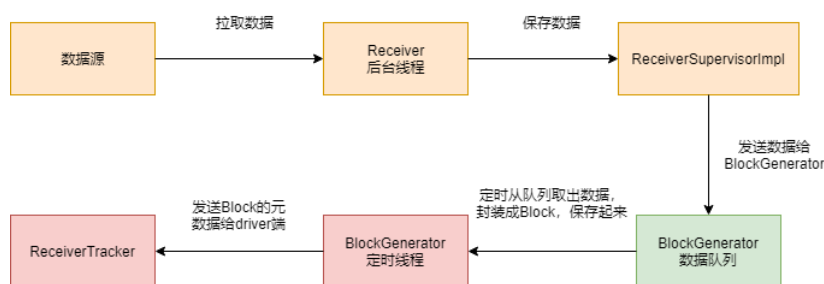 拉取数据
保存数据
数据源
Receiver
后台线程
ReceiverSupervisorImpl
发送数据给
BlockGenerator
定时从队列取出数据,
封装成Block，保存起来
发送Block的元
数据给driver端
ReceiverTracker
BlockGenerator
定时线程
BlockGenerator
数据队列